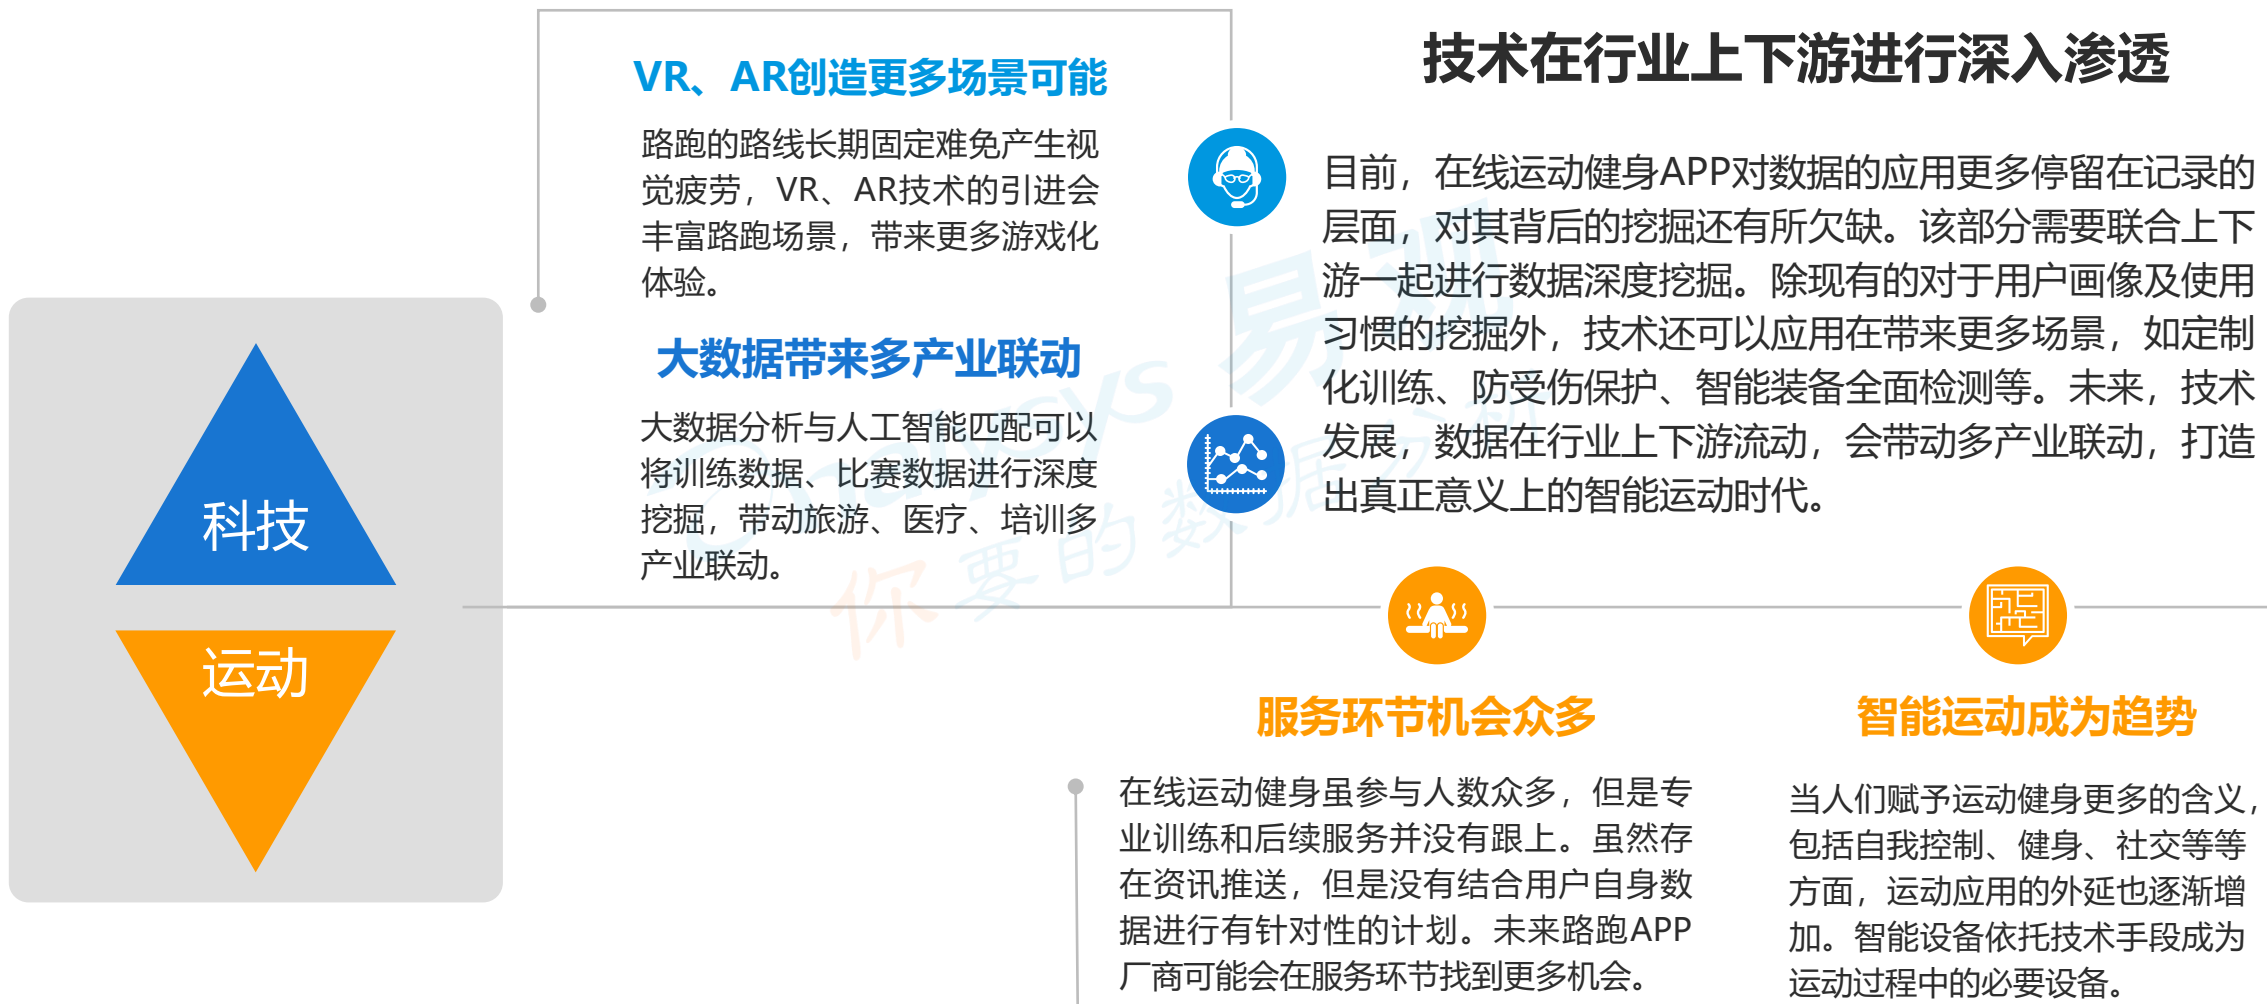 VR、AR创造更多场景可能
路跑的路线长期固定难免产生视
觉疲劳，VR、AR技术的引进会
丰富路跑场景，带来更多游戏化
体验。
大数据带来多产业联动
大数据分析与人工智能匹配可以
将训练数据、比赛数据进行深度
挖掘，带动旅游、医疗、培训多
产业联动。
科技
运动
技术在行业上下游进行深入渗透
目前，在线运动健身APP对数据的应用更多停留在记录的
层面，对其背后的挖掘还有所欠缺。该部分需要联合上下
游一起进行数据深度挖掘。除现有的对于用户画像及使用
习惯的挖掘外，技术还可以应用在带来更多场景，如定制
化训练、防受伤保护、智能装备全面检测等。未来，技术
发展，数据在行业上下游流动，会带动多产业联动，打造
出真正意义上的智能运动时代。
服务环节机会众多
在线运动健身虽参与人数众多，但是专
业训练和后续服务并没有跟上。虽然存
在资讯推送，但是没有结合用户自身数
据进行有针对性的计划。未来路跑APP
厂商可能会在服务环节找到更多机会。
智能运动成为趋势
当人们赋予运动健身更多的含义，
包括自我控制、健身、社交等等
方面，运动应用的外延也逐渐增
加。智能设备依托技术手段成为
运动过程中的必要设备。
analysys 易观
你要的数据分析